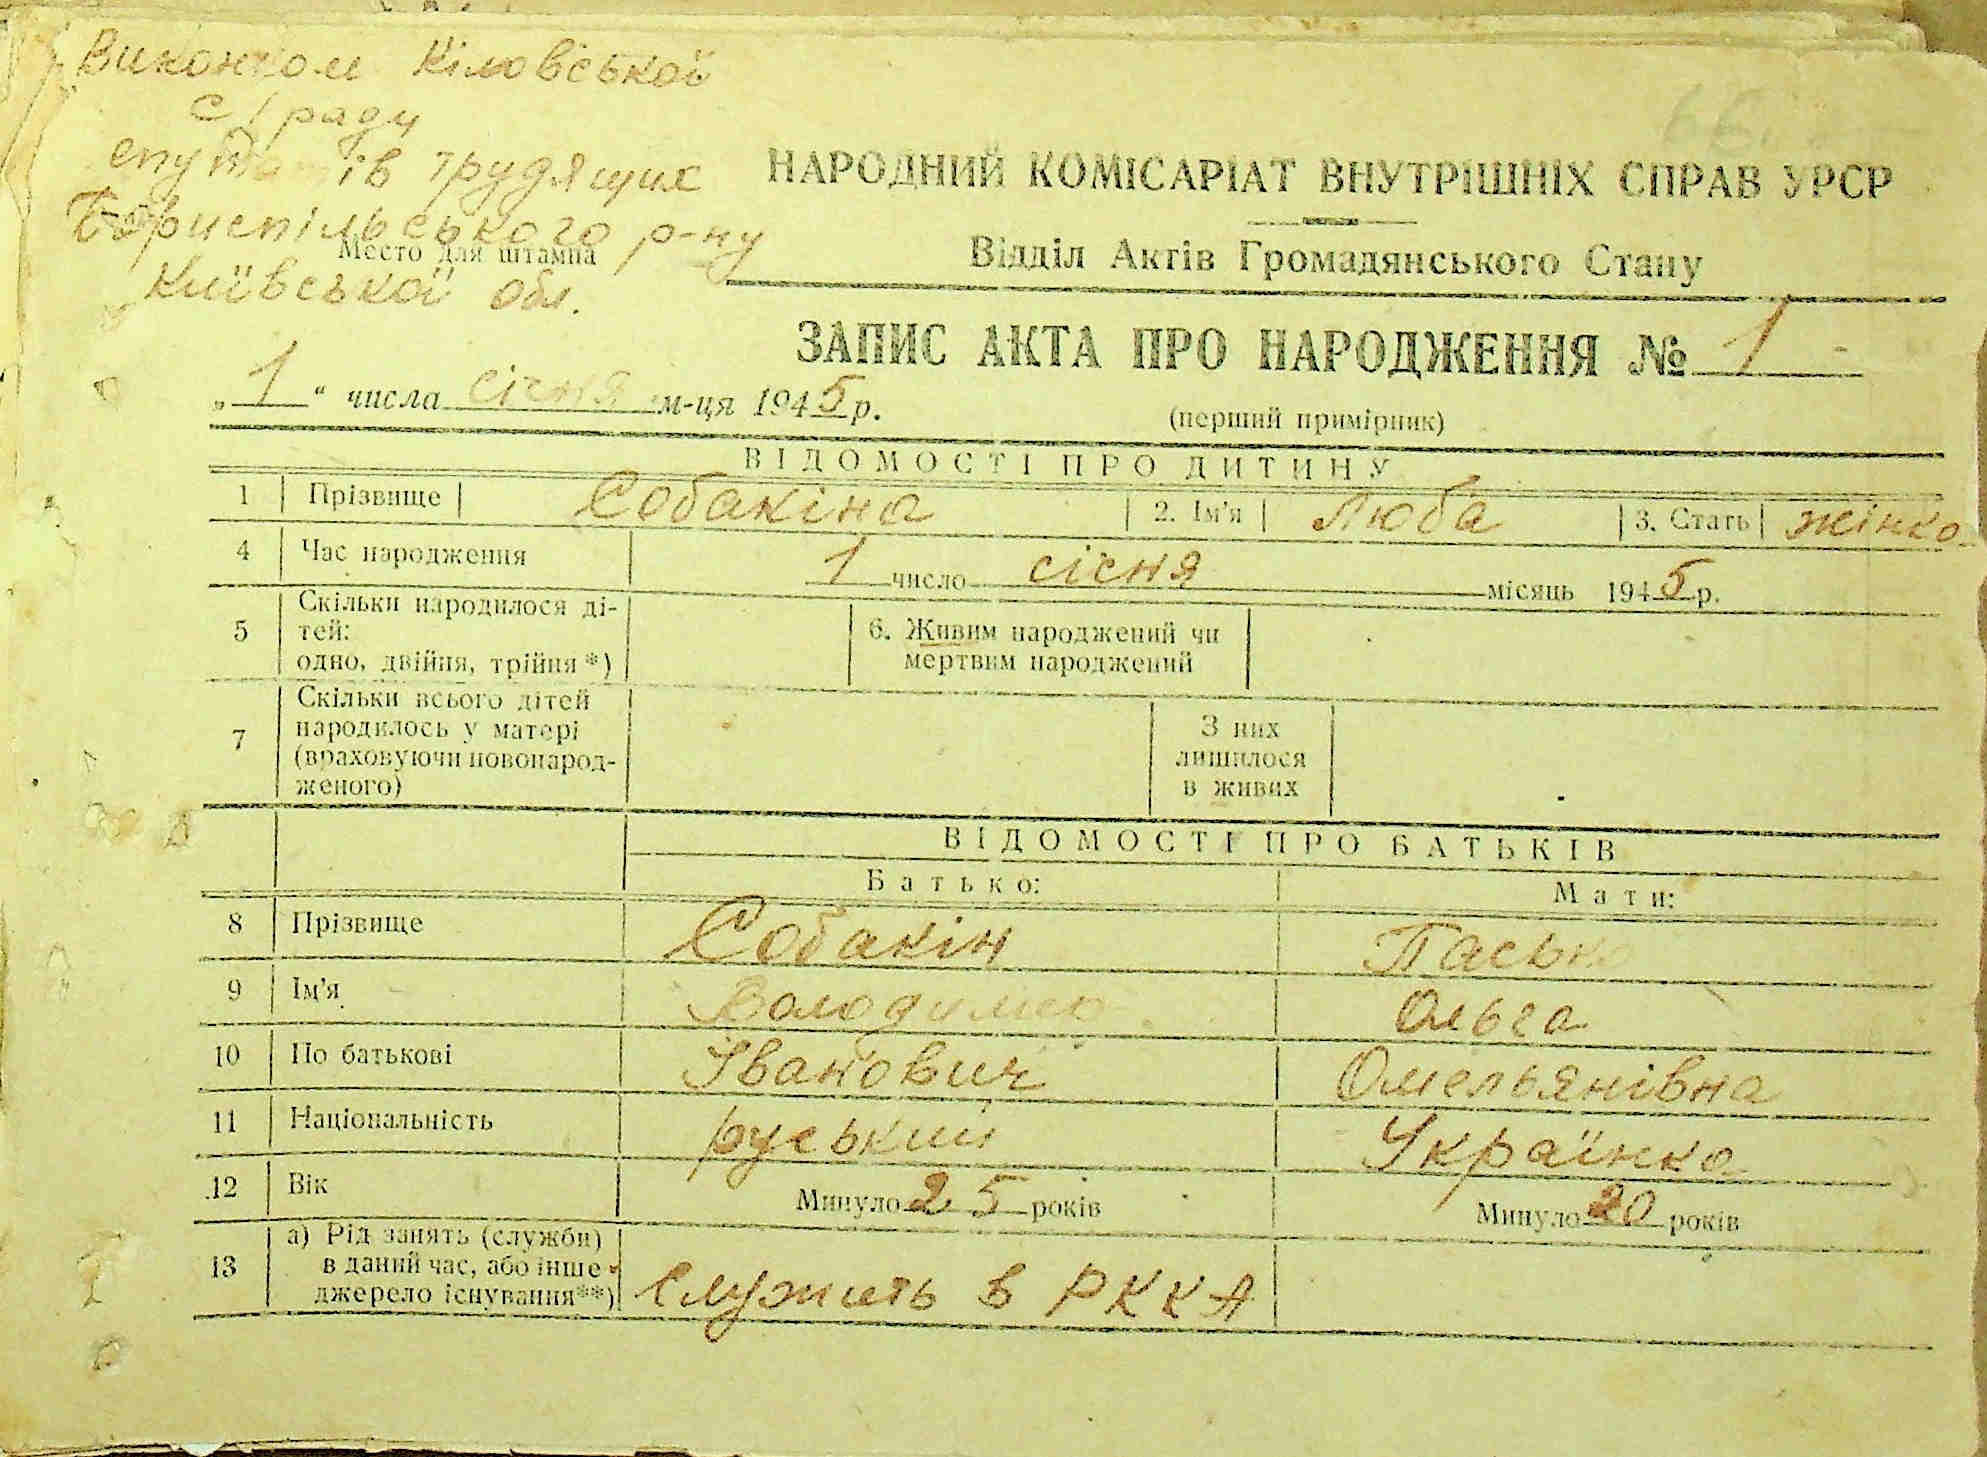 Виконком Кіловської
с/ради
епутатів трудящих
Бориспільського р-ну
Место для штампа
Київської обл.
НАРОДНИЙ КОМІСАРІАТ ВНУТРІШНІХ СПРАВ УРСР
Відділ Актів Громадянського Стану
ЗАПИС АКТА ПРО НАРОДЖЕННЯ № 1
„1“ числа січня м-ця 1945 р.
(перший примірник)
ВІДОМОСТІ ПРО ДИТИНУ
1 Прізвище Собакіна 2. Ім'я Люба 3. Стать жінко
4 Час народження 1 число січня місяць 1945 р.
5 Скільки народилося ді-
тей:
одно, двійня, трійня*)
6. Живим народжений чи
мертвим народжений
7 Скільки всього дітей
народилось у матері
(враховуючи новонарод-
женого)
З них
лишилося
в живих
ВІДОМОСТІ ПРО БАТЬКІВ
Батько: Мати:
8 Прізвище Собакін Пасько
9 Ім'я Володимир Ольга
10 По батькові Іванович Омельянівна
11 Національність руський Українка
12 Вік Минуло 25 років Минуло 20 років
13 а) Рід занять (служби)
в даний час, або інше
джерело існування**) Служить в РККА